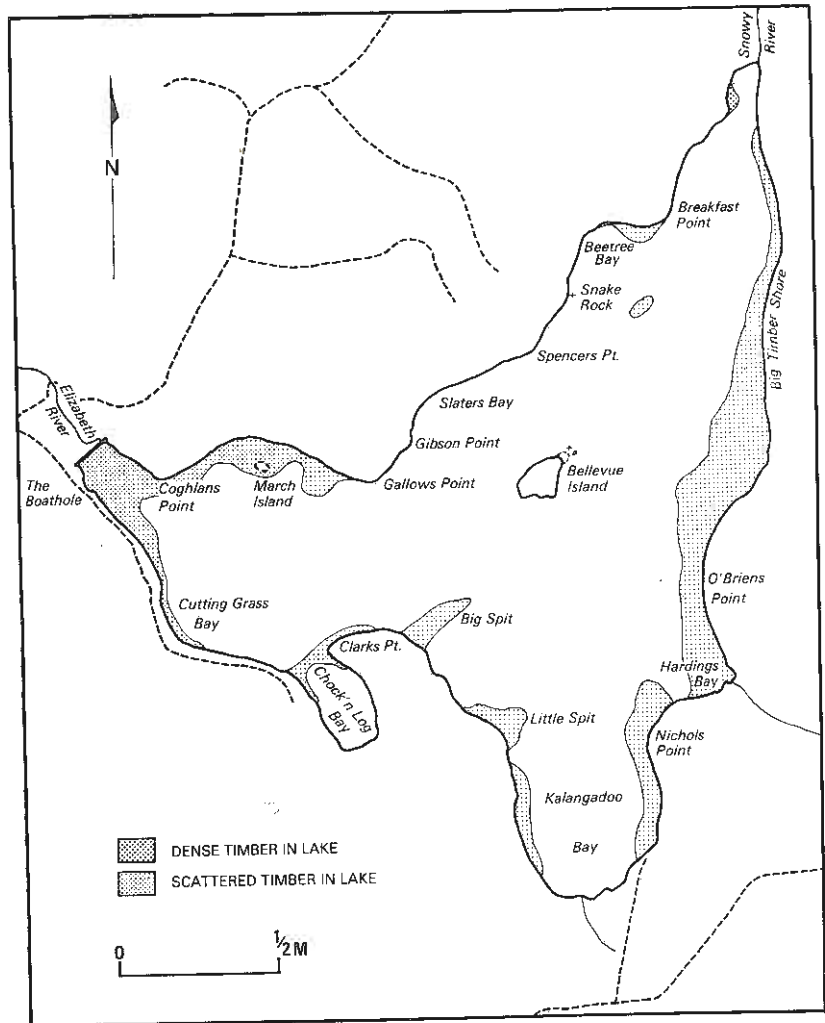 Snowy
River
N
Breakfast
Point
Beetree
Bay
Snake
Rock
Big Timber Shore
Spencers Pt.
Elizabeth
River
Slaters Bay
Gibson Point
The
Boathole
Coghlans
Point
March
Island
Gallows Point
Bellevue
Island
O'Briens
Point
Cutting Grass
Bay
Big Spit
Clarks Pt.
Hardings
Bay
Chock'n Log
Bay
Little Spit
Nichols
Point
Kalangadoo
Bay
DENSE TIMBER IN LAKE
SCATTERED TIMBER IN LAKE
0
1/2 M